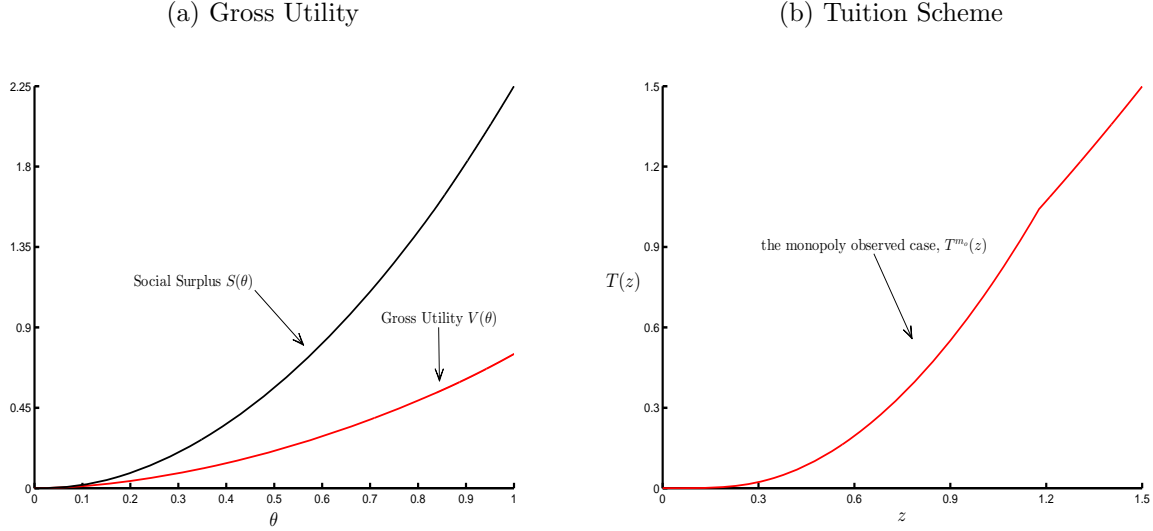 (a) Gross Utility
2.25
1.8
1.35
0.9
0.45
0
Social Surplus S(θ)
Gross Utility V(θ)
0 0.1 0.2 0.3 0.4 0.5 0.6 0.7 0.8 0.9 1
θ
(b) Tuition Scheme
1.5
1.2
0.9
0.6
0.3
0
T(z)
the monopoly observed case, T^{m_o}(z)
0 0.3 0.6 0.9 1.2 1.5
z